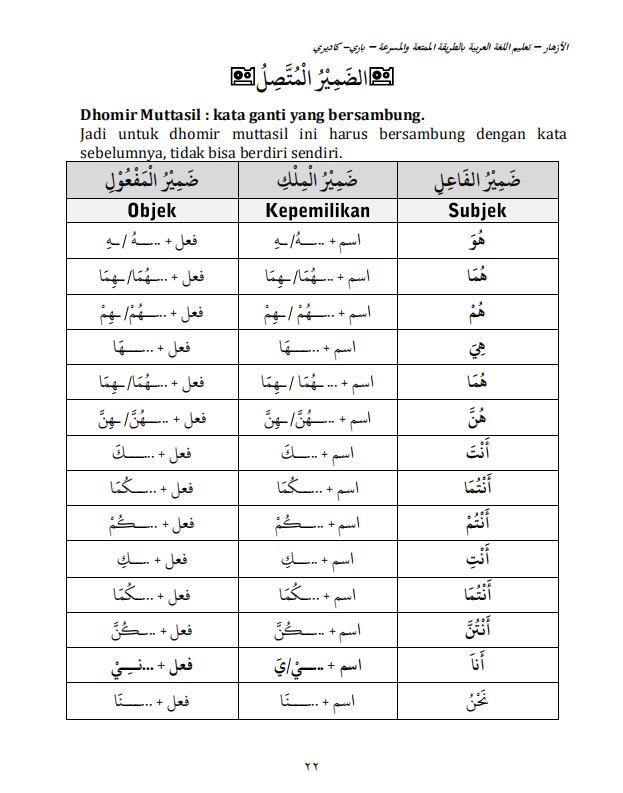 الأزهار – تعليم اللغة العربية بالطريقة الممتعة والمسرعة – باري– كاديري
الضَمِيْرُ الْمُتَّصِلُ
Dhomir Muttasil : kata ganti yang bersambung.
Jadi untuk dhomir muttasil ini harus bersambung dengan kata
sebelumnya, tidak bisa berdiri sendiri.
ضَمِيْرُ الفَاعِلِ ضَمِيْرُ الْمِلْكِ ضَمِيْرُ الْمَفْعُوْلِ
Objek Kepemilikan Subjek
هُوَ اسم + .....ـهُ/ـهِ فعل + .....ـهُ /ـهِ
هُمَا اسم + .....ـهُمَا/ـهِمَا فعل + .....ـهُمَا/ـهِمَا
هُمْ اسم + .....ـهُمْ /ـهِمْ فعل + .....ـهُمْ/ـهِمْ
هِيَ اسم + .....ـهَا فعل + .....ـهَا
هُمَا اسم + ....ـهُمَا /ـهِمَا فعل + .....ـهُمَا/ـهِمَا
هُنَّ اسم + .....ـهُنَّ/ـهِنَّ فعل + .....ـهُنَّ/ـهِنَّ
أَنْتَ اسم + .....ـكَ فعل + .....ـكَ
أَنْتُمَا اسم + .....ـكُمَا فعل + .....ـكُمَا
أَنْتُمْ اسم + .....ـكُمْ فعل + .....ـكُمْ
أَنْتِ اسم + .....ـكِ فعل + .....ـكِ
أَنْتُمَا اسم + .....ـكُمَا فعل + .....ـكُمَا
أَنْتُنَّ اسم + .....ـكُنَّ فعل + .....ـكُنَّ
أَناَ اسم + .....ـيْ/يَ فعل + ....ـنِـيْ
نَحْنُ اسم + .....ـنَا فعل + .....ـنَا
٢٢